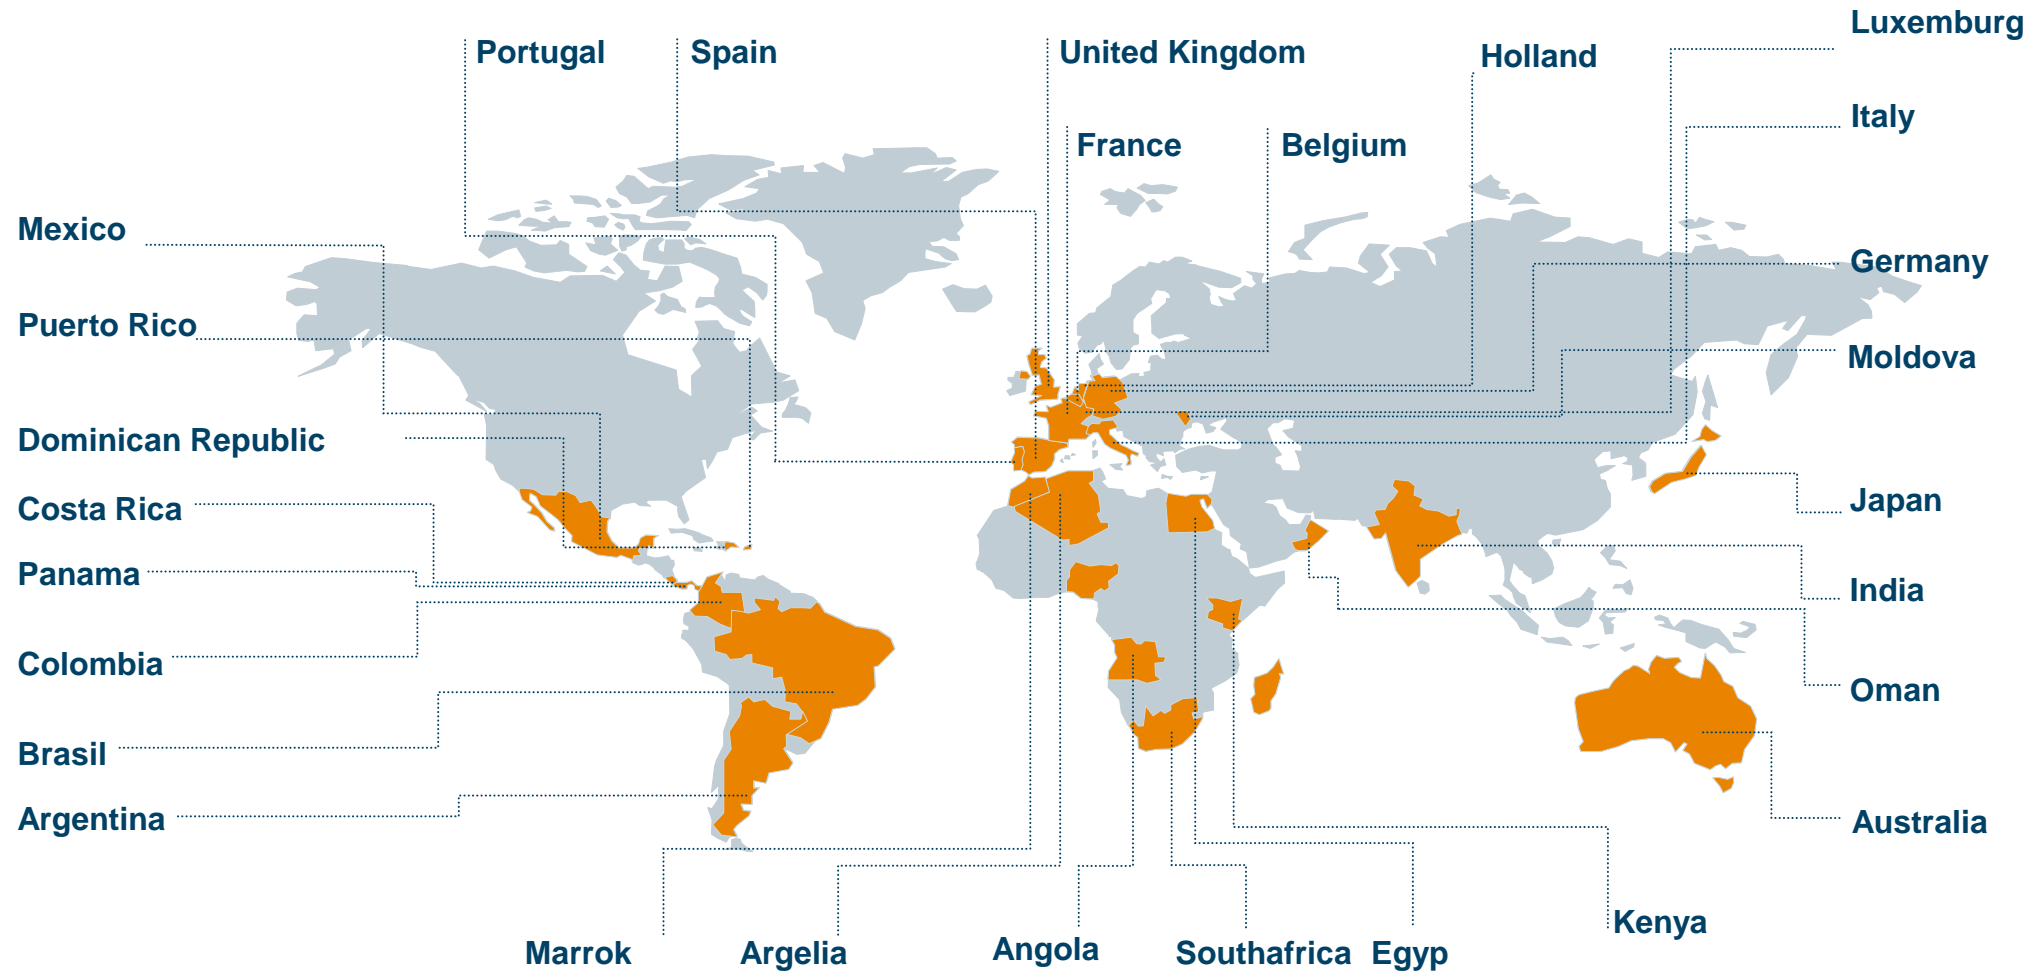 Luxemburg
Portugal
Spain
United Kingdom
Holland
Italy
France
Belgium
Mexico
Germany
Puerto Rico
Moldova
Dominican Republic
Japan
Costa Rica
Panama
India
Colombia
Oman
Brasil
Argentina
Australia
Kenya
Marrok
Argelia
Angola
Southafrica
Egyp